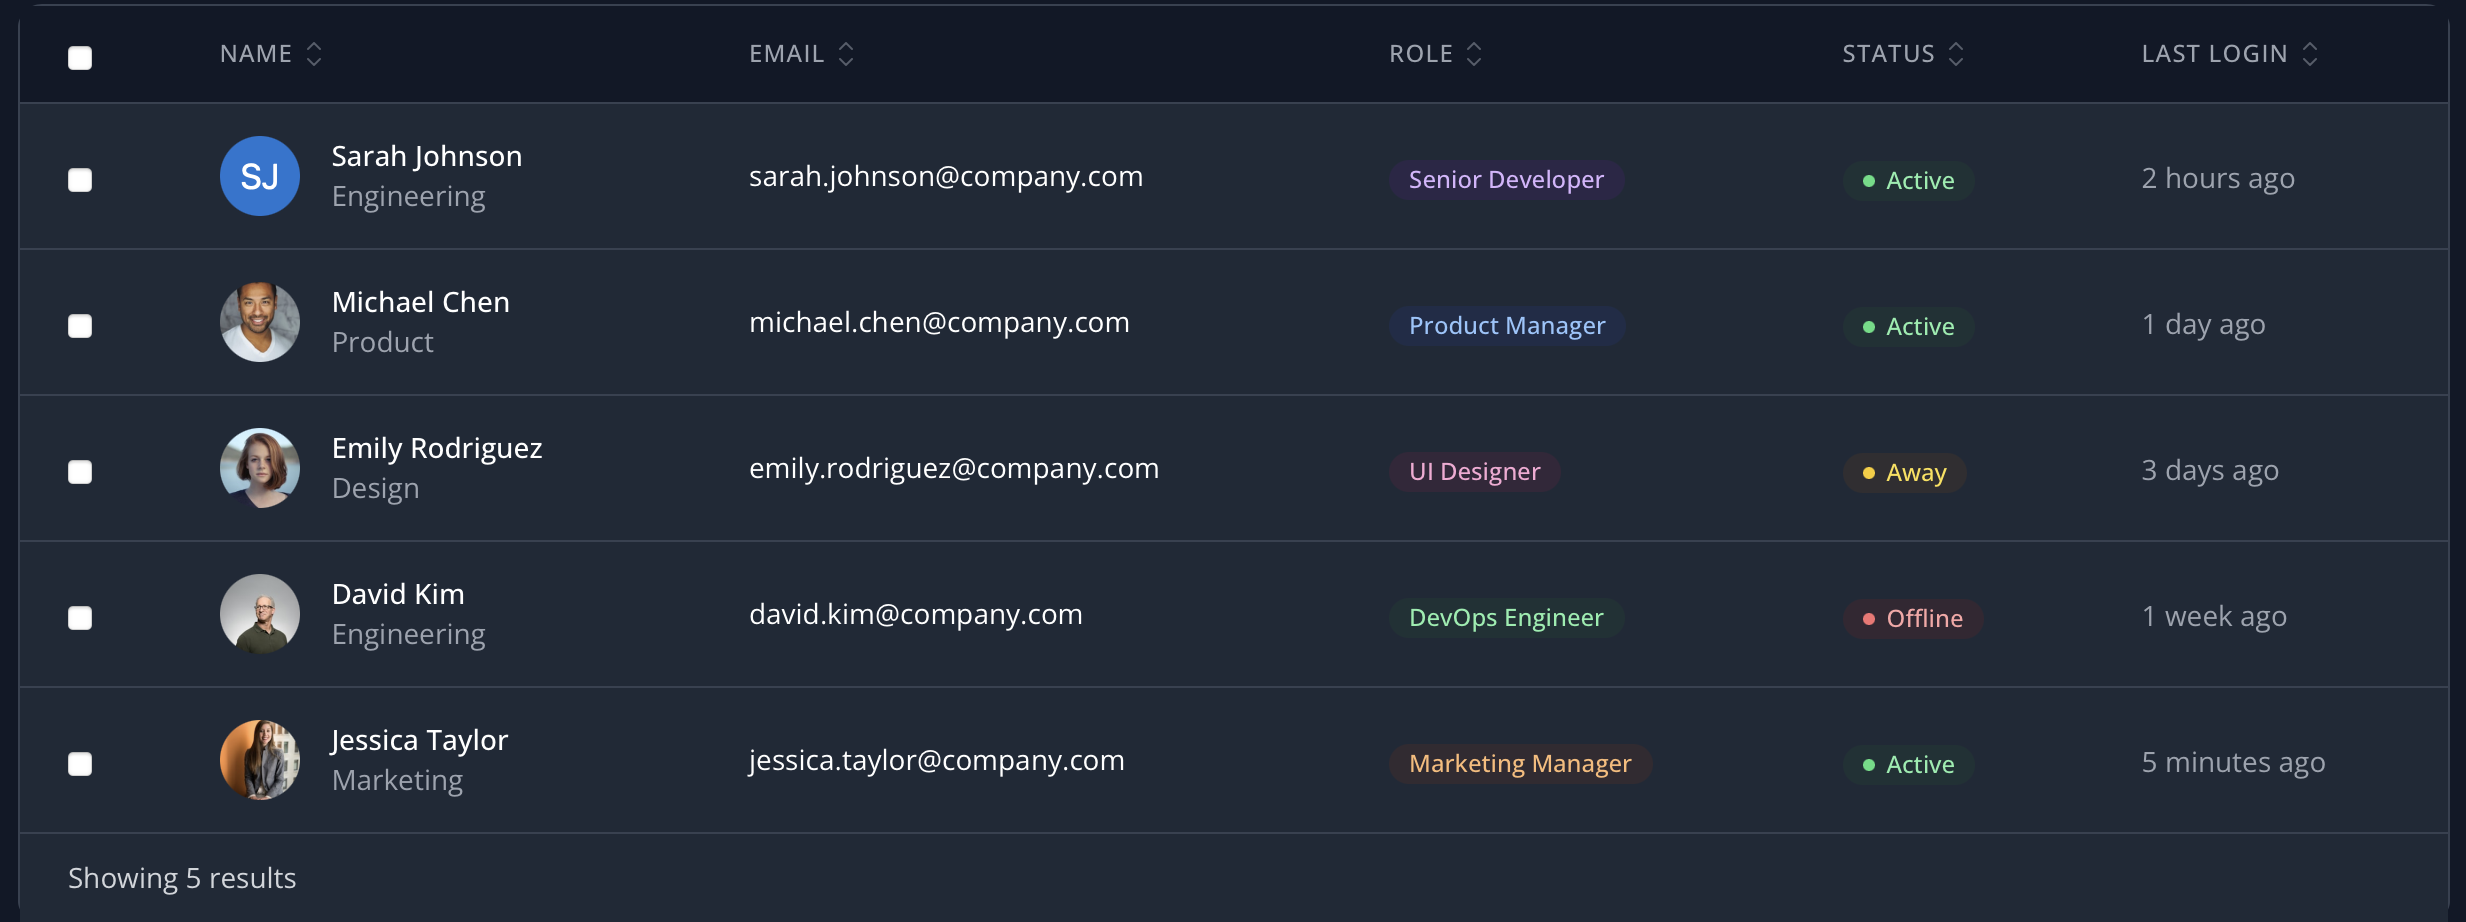 NAME EMAIL ROLE STATUS LAST LOGIN
SJ Sarah Johnson
Engineering
sarah.johnson@company.com Senior Developer Active 2 hours ago
Michael Chen
Product
michael.chen@company.com Product Manager Active 1 day ago
Emily Rodriguez
Design
emily.rodriguez@company.com UI Designer Away 3 days ago
David Kim
Engineering
david.kim@company.com DevOps Engineer Offline 1 week ago
Jessica Taylor
Marketing
jessica.taylor@company.com Marketing Manager Active 5 minutes ago
Showing 5 results